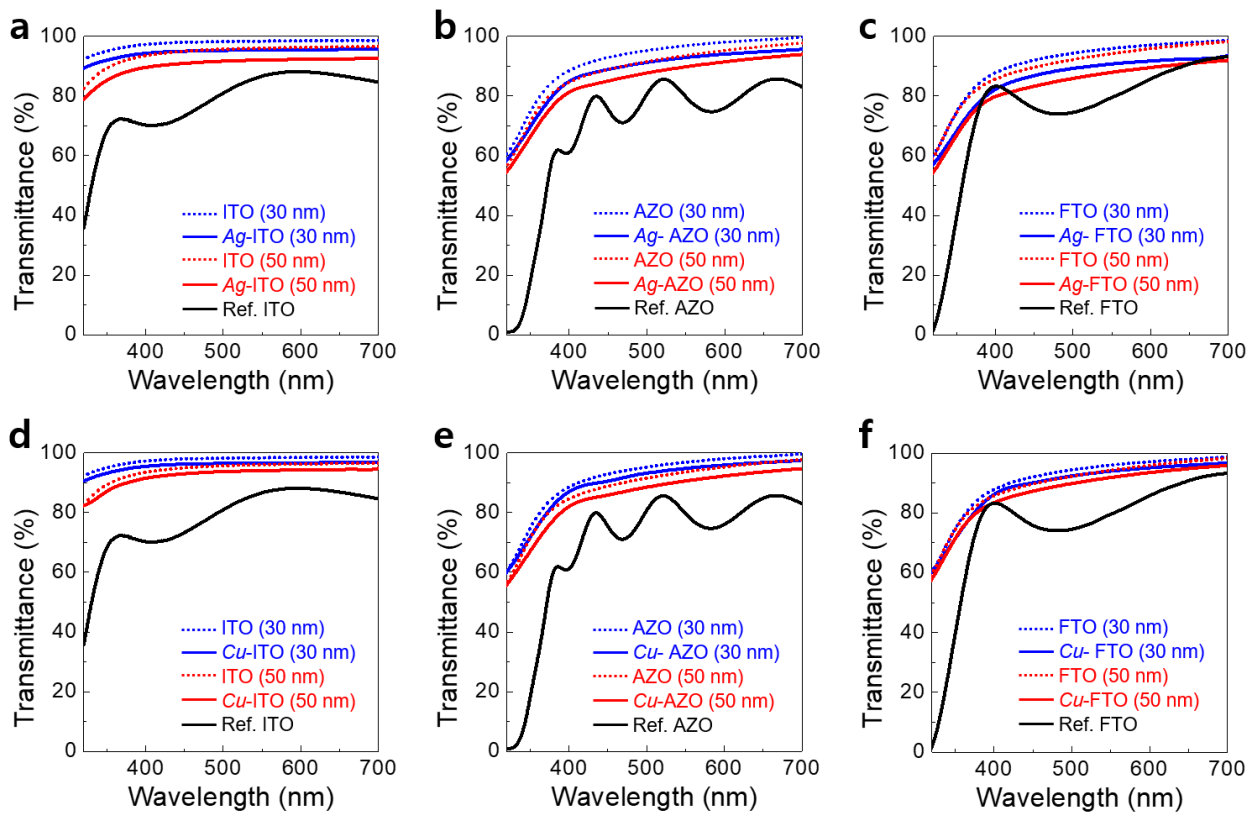 a
Transmittance (%)
100
80
60
40
20
0
400
500
600
700
Wavelength (nm)
ITO (30 nm)
Ag-ITO (30 nm)
ITO (50 nm)
Ag-ITO (50 nm)
Ref. ITO
b
Transmittance (%)
100
80
60
40
20
0
400
500
600
700
Wavelength (nm)
AZO (30 nm)
Ag- AZO (30 nm)
AZO (50 nm)
Ag-AZO (50 nm)
Ref. AZO
c
Transmittance (%)
100
80
60
40
20
0
400
500
600
700
Wavelength (nm)
FTO (30 nm)
Ag- FTO (30 nm)
FTO (50 nm)
Ag-FTO (50 nm)
Ref. FTO
d
Transmittance (%)
100
80
60
40
20
0
400
500
600
700
Wavelength (nm)
ITO (30 nm)
Cu-ITO (30 nm)
ITO (50 nm)
Cu-ITO (50 nm)
Ref. ITO
e
Transmittance (%)
100
80
60
40
20
0
400
500
600
700
Wavelength (nm)
AZO (30 nm)
Cu- AZO (30 nm)
AZO (50 nm)
Cu-AZO (50 nm)
Ref. AZO
f
Transmittance (%)
100
80
60
40
20
0
400
500
600
700
Wavelength (nm)
FTO (30 nm)
Cu- FTO (30 nm)
FTO (50 nm)
Cu-FTO (50 nm)
Ref. FTO